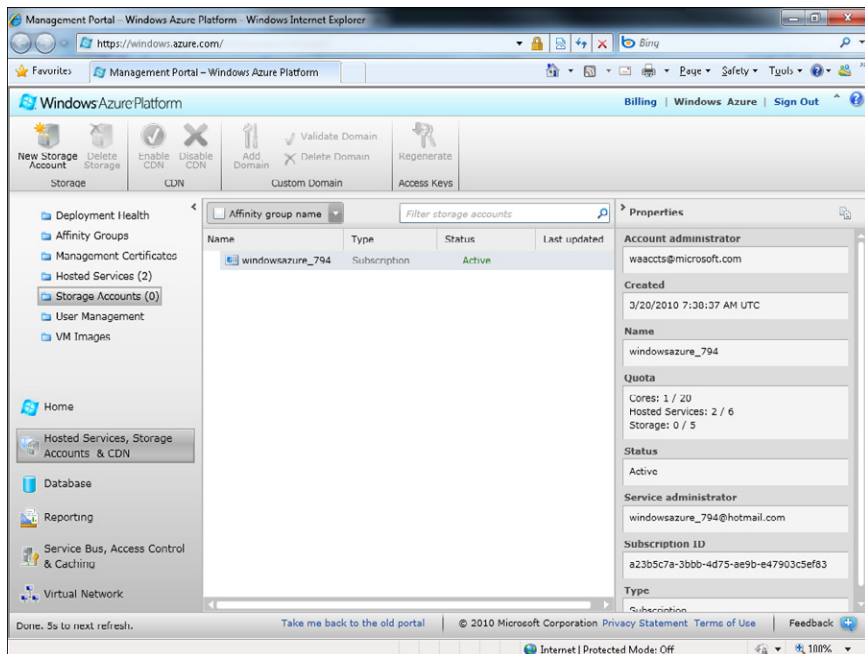 Management Portal – Windows Azure Platform - Windows Internet Explorer
https://windows.azure.com/
Bing
Favorites
Management Portal – Windows Azure Platform
Page
Safety
Tools
Windows Azure Platform
Billing | Windows Azure | Sign Out
New Storage Account
Delete Storage
Enable CDN
Disable CDN
Add Domain
Validate Domain
Delete Domain
Regenerate
Storage
CDN
Custom Domain
Access Keys
Deployment Health
Affinity Groups
Management Certificates
Hosted Services (2)
Storage Accounts (0)
User Management
VM Images
Home
Hosted Services, Storage
Accounts & CDN
Database
Reporting
Service Bus, Access Control
& Caching
Virtual Network
Affinity group name
Filter storage accounts
Name Type Status Last updated
windowsazure_794 Subscription Active
Properties
Account administrator
waaccts@microsoft.com
Created
3/20/2010 7:38:37 AM UTC
Name
windowsazure_794
Quota
Cores: 1 / 20
Hosted Services: 2 / 6
Storage: 0 / 5
Status
Active
Service administrator
windowsazure_794@hotmail.com
Subscription ID
a23b5c7a-3bbb-4d75-ae9b-e47903c5ef83
Type
Subscription
Done. 5s to next refresh.
Take me back to the old portal
© 2010 Microsoft Corporation Privacy Statement Terms of Use
Feedback
Internet | Protected Mode: Off
100%